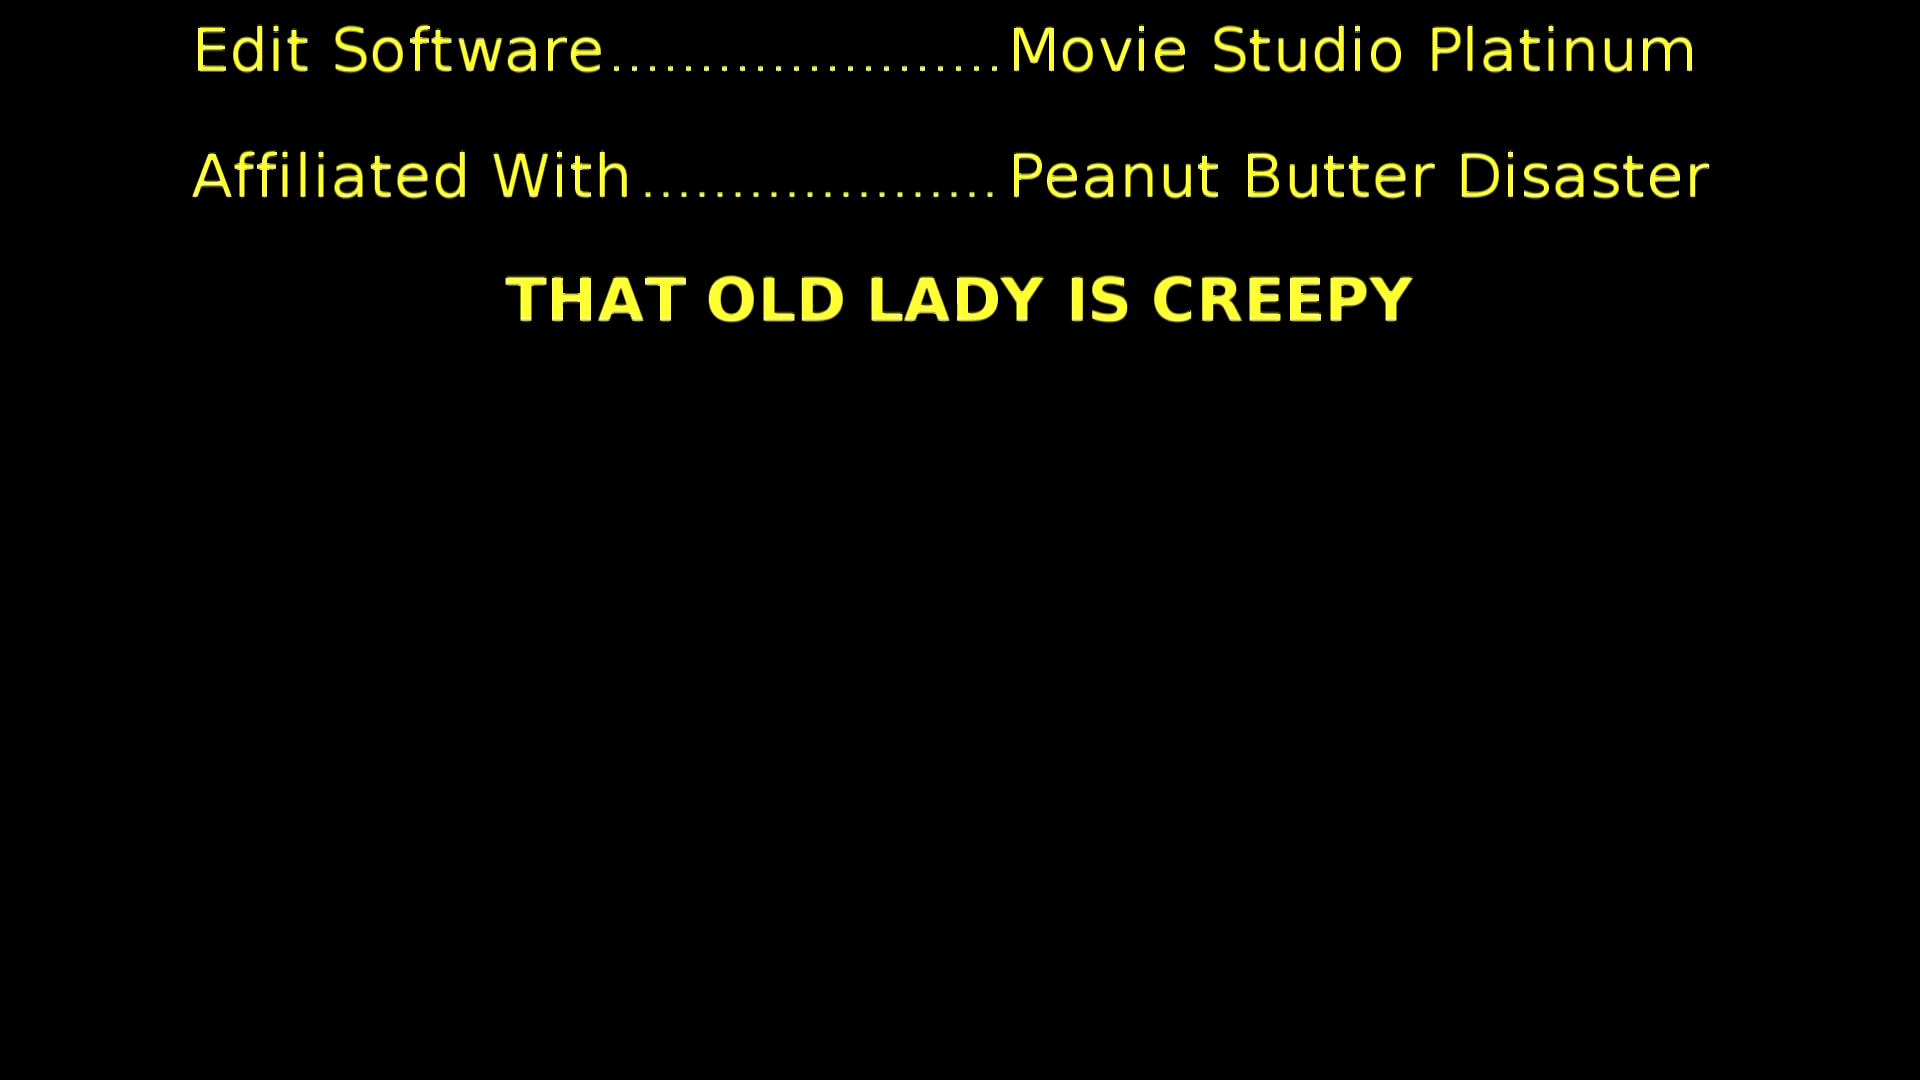 Edit Software......................Movie Studio Platinum
Affiliated With....................Peanut Butter Disaster
THAT OLD LADY IS CREEPY